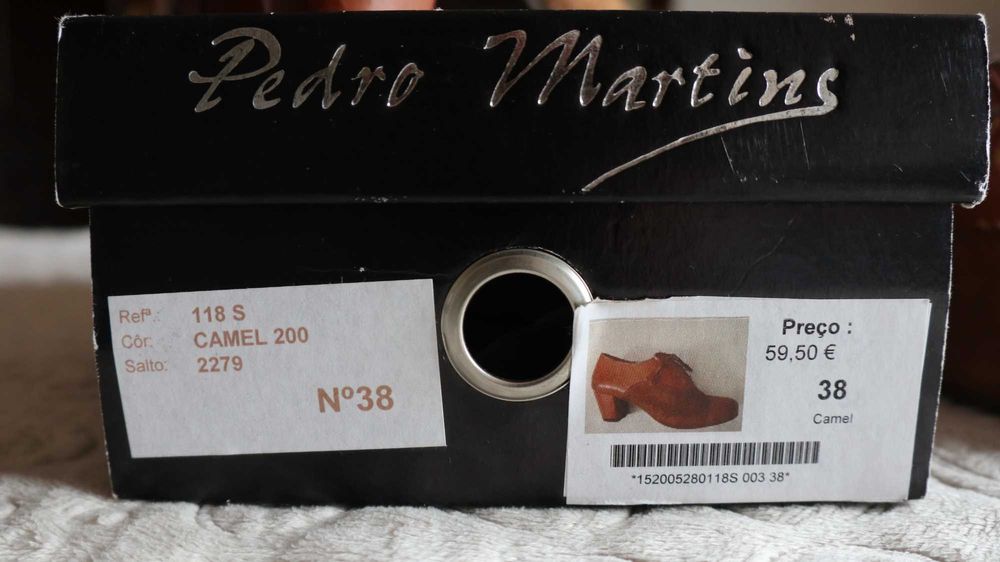 Pedro Martins
Refª.: 118 S
Côr: CAMEL 200
Salto: 2279
Nº38
Preço :
59,50 €
38
Camel
*152005280118S 003 38*